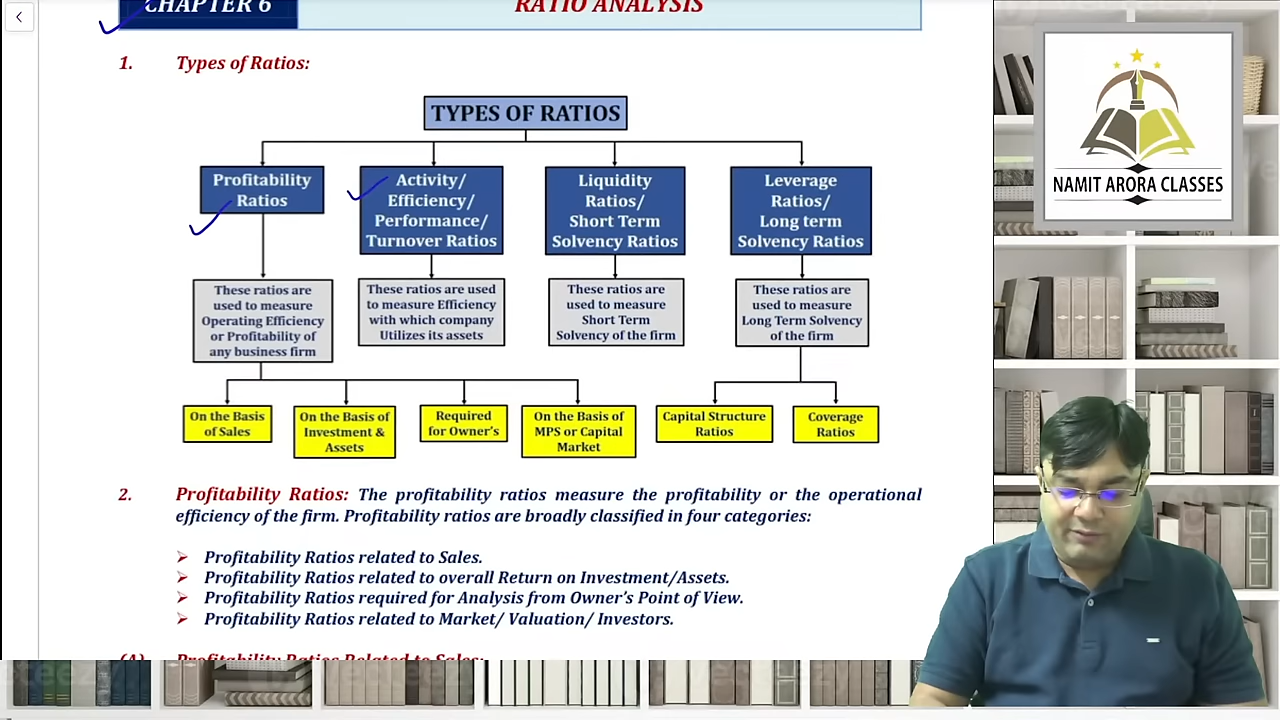 CHAPTER 6
RATIO ANALYSIS
1. Types of Ratios:
TYPES OF RATIOS
Profitability
Ratios
Activity/
Efficiency/
Performance/
Turnover Ratios
Liquidity
Ratios/
Short Term
Solvency Ratios
Leverage
Ratios/
Long term
Solvency Ratios
These ratios are
used to measure
Operating Efficiency
or Profitability of
any business firm
These ratios are used
to measure Efficiency
with which company
Utilizes its assets
These ratios are
used to measure
Short Term
Solvency of the firm
These ratios are
used to measure
Long Term Solvency
of the firm
On the Basis
of Sales
On the Basis of
Investment &
Assets
Required
for Owner's
On the Basis of
MPS or Capital
Market
Capital Structure
Ratios
Coverage
Ratios
2. Profitability Ratios: The profitability ratios measure the profitability or the operational
efficiency of the firm. Profitability ratios are broadly classified in four categories:
Profitability Ratios related to Sales.
Profitability Ratios related to overall Return on Investment/Assets.
Profitability Ratios required for Analysis from Owner's Point of View.
Profitability Ratios related to Market/ Valuation/ Investors.
(A) Profitability Ratios Related to Sales:
NAMIT ARORA CLASSES